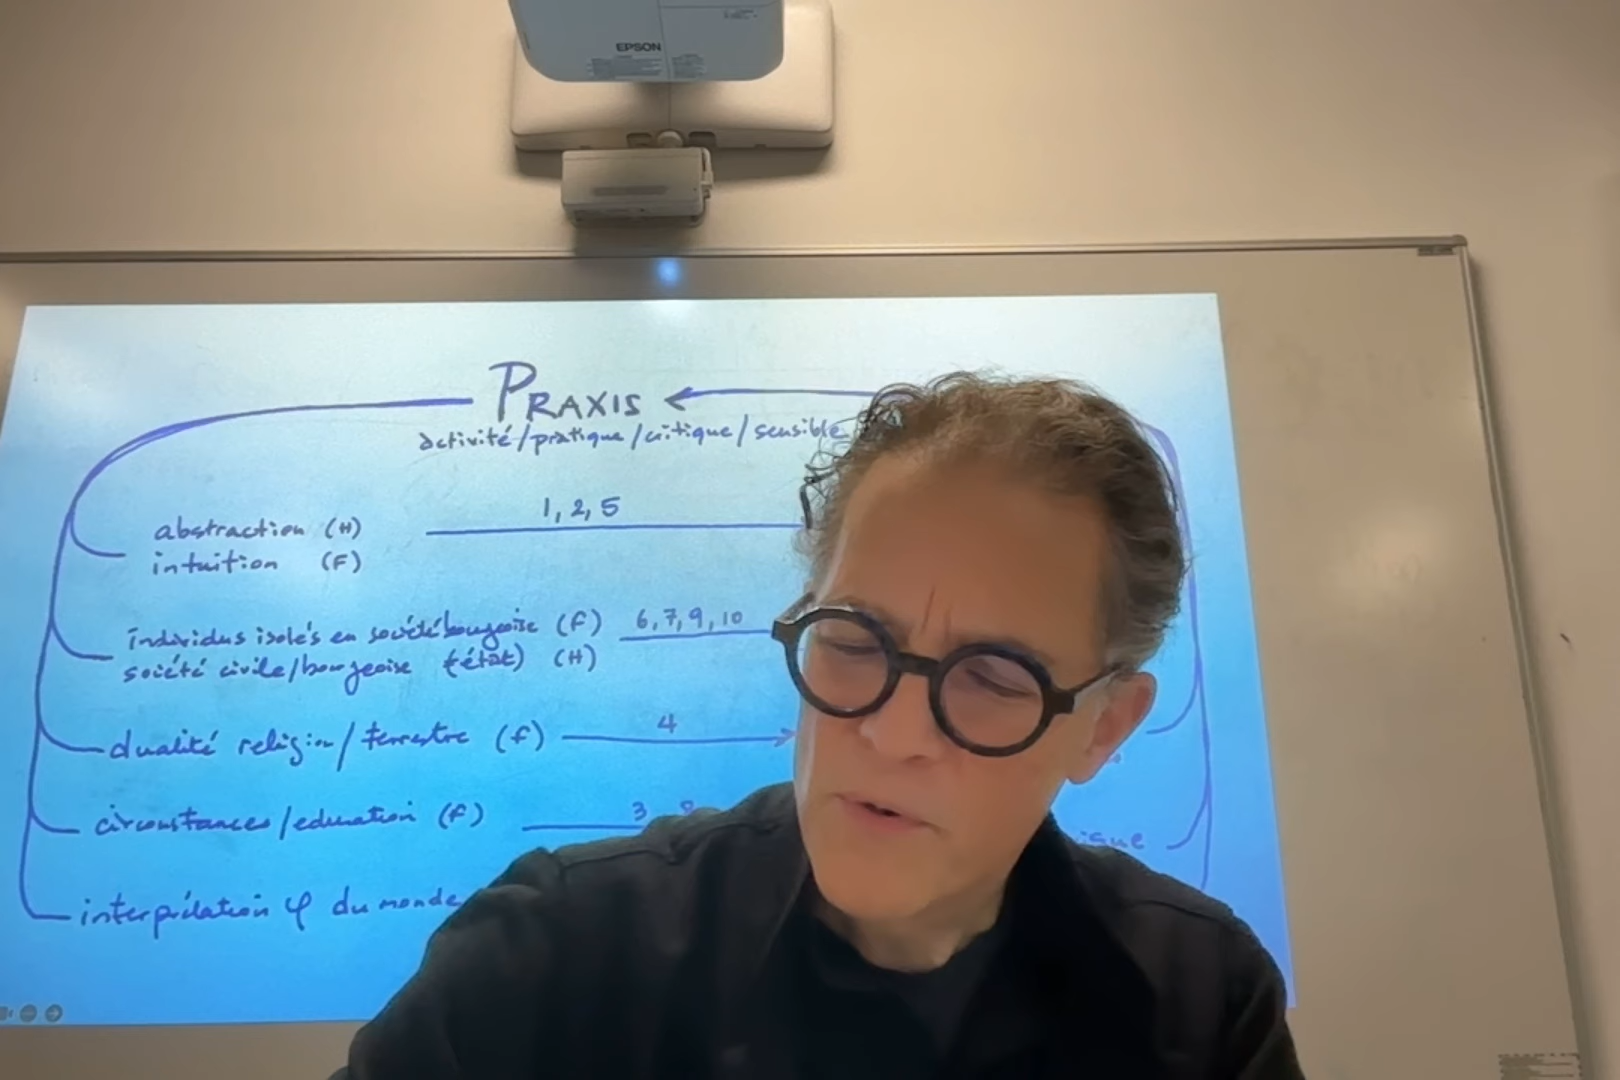 EPSON
PRAXIS
activité/pratique/critique/sensible
1, 2, 5
abstraction (H)
intuition (F)
individus isolés en société bourgeoise (F) 6, 7, 9, 10
société civile/bourgeoise (état) (H)
dualité religion/terrestre (F) 4
circonstances/education (F) 3
interprétation φ du monde